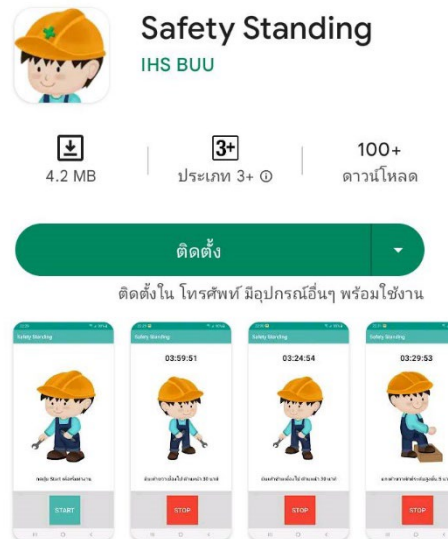 Safety Standing
IHS BUU
3+
100+
4.2 MB
ประเภท 3+
ดาวน์โหลด
ติดตั้ง
ติดตั้งใน โทรศัพท์ มีอุปกรณ์อื่นๆ พร้อมใช้งาน
Safety Standing
Safety Standing
Safety Standing
Safety Standing
03:59:51
03:24:54
03:29:53
START
STOP
STOP
STOP